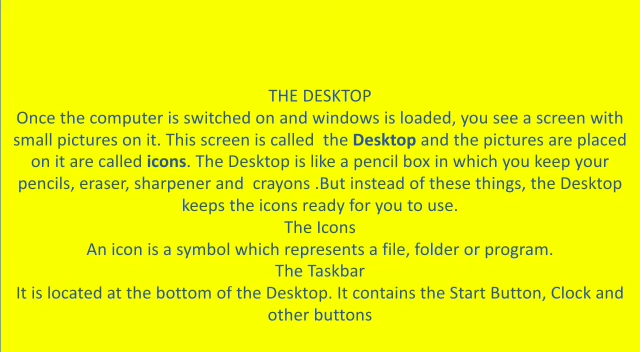 THE DESKTOP
Once the computer is switched on and windows is loaded, you see a screen with
small pictures on it. This screen is called  the Desktop and the pictures are placed
on it are called icons. The Desktop is like a pencil box in which you keep your
pencils, eraser, sharpener and  crayons .But instead of these things, the Desktop
keeps the icons ready for you to use.
The Icons
An icon is a symbol which represents a file, folder or program.
The Taskbar
It is located at the bottom of the Desktop. It contains the Start Button, Clock and
other buttons